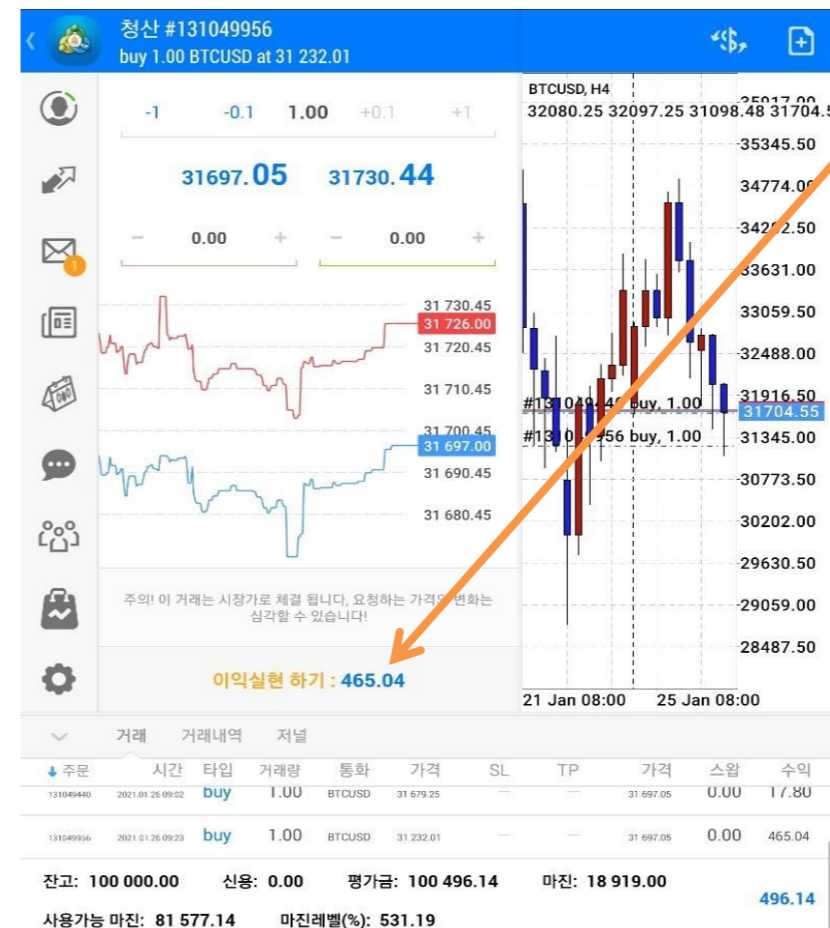 청산 #131049956
buy 1.00 BTCUSD at 31 232.01
-1 -0.1 1.00 +0.1 +1
31697.05 31730.44
− 0.00 + − 0.00 +
31 730.45
31 726.00
31 720.45
31 710.45
31 700.45
31 697.00
31 690.45
31 680.45
1
주의! 이 거래는 시장가로 체결 됩니다, 요청하는 가격의 변화는
심각할 수 있습니다!
이익실현 하기 : 465.04
BTCUSD, H4
32080.25 32097.25 31098.48 31704.5
35917.00
35345.50
34774.00
34202.50
33631.00
33059.50
32488.00
31916.50
31704.55
31345.00
30773.50
30202.00
29630.50
29059.00
28487.50
#131049440 buy, 1.00
#131049956 buy, 1.00
21 Jan 08:00 25 Jan 08:00
거래 거래내역 저널
주문 시간 타입 거래량 통화 가격 SL TP 가격 스왑 수익
131049440 2021.01.26 09:02 buy 1.00 BTCUSD 31 679.25 — — 31 697.05 0.00 17.80
131049956 2021.01.26 09:23 buy 1.00 BTCUSD 31 232.01 — — 31 697.05 0.00 465.04
잔고: 100 000.00 신용: 0.00 평가금: 100 496.14 마진: 18 919.00
496.14
사용가능 마진: 81 577.14 마진레벨(%): 531.19